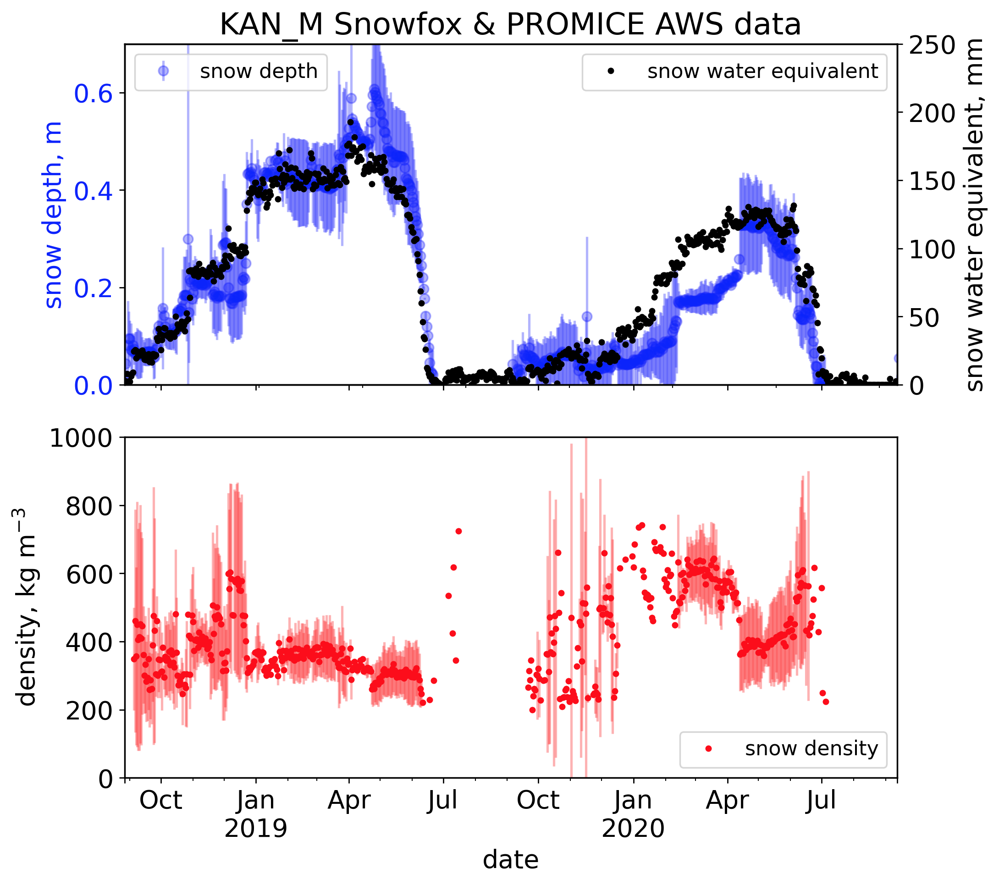 KAN_M Snowfox & PROMICE AWS data
snow depth
snow water equivalent
snow depth, m
0.6
0.4
0.2
0.0
250
200
150
100
50
0
snow water equivalent, mm
density, kg m⁻³
1000
800
600
400
200
0
snow density
Oct Jan Apr Jul Oct Jan Apr Jul
2019 2020
date